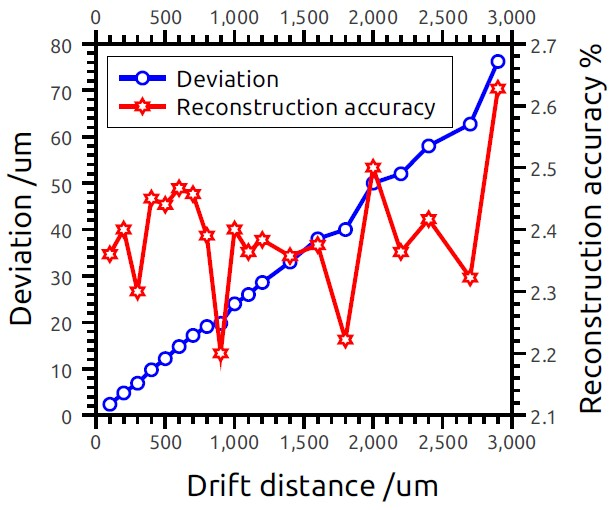 0 500 1,000 1,500 2,000 2,500 3,000
Deviation
Reconstruction accuracy
80
70
60
50
40
30
20
10
0
Deviation /um
2.7
2.6
2.5
2.4
2.3
2.2
2.1
Reconstruction accuracy %
0 500 1,000 1,500 2,000 2,500 3,000
Drift distance /um